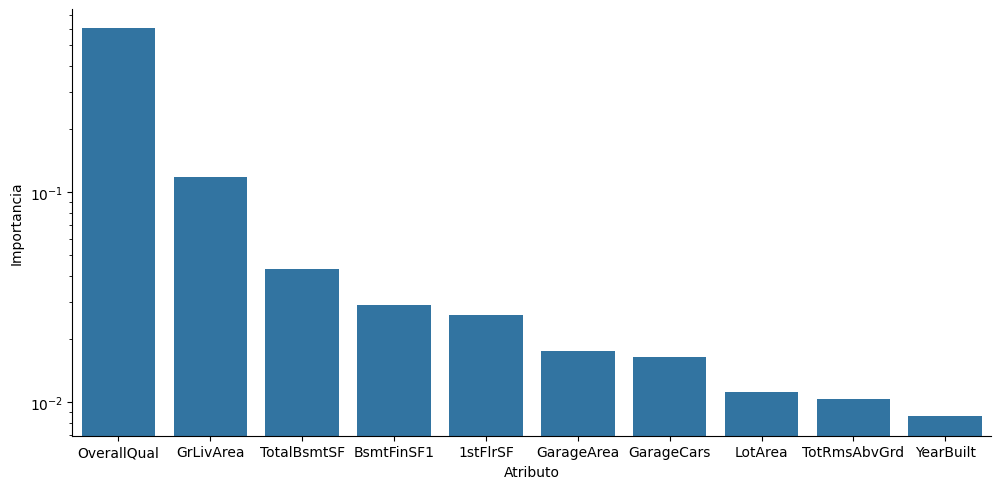 Importancia
10⁻¹
10⁻²
OverallQual
GrLivArea
TotalBsmtSF
BsmtFinSF1
1stFlrSF
GarageArea
GarageCars
LotArea
TotRmsAbvGrd
YearBuilt
Atributo